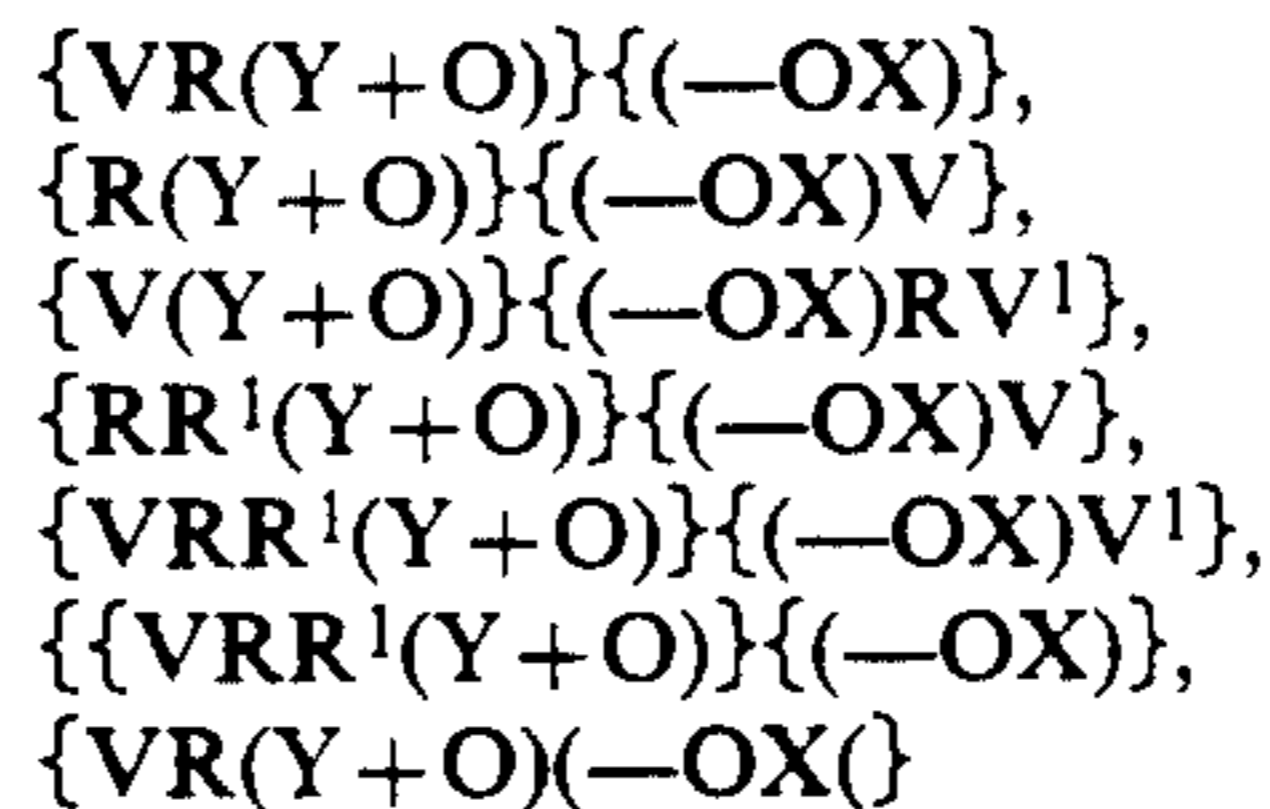 {VR(Y+O)}{(—OX)},
{R(Y+O)}{(—OX)V},
{V(Y+O)}{(—OX)RV¹},
{RR¹(Y+O)}{(—OX)V},
{VRR¹(Y+O)}{(—OX)V¹},
{{VRR¹(Y+O)}{(—OX)},
{VR(Y+O)(—OX(}